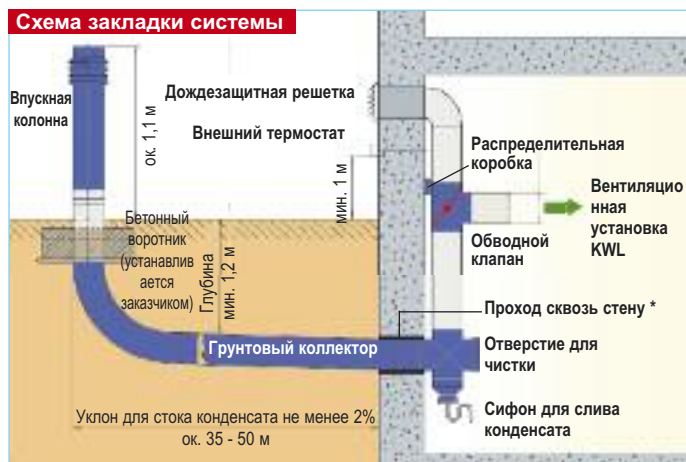 Схема закладки системы
Впускная
колонна
ок. 1,1 м
Дождезащитная решетка
Внешний термостат
мин. 1 м
Распределительная
коробка
Вентиляцио
нная
установка
KWL
Обводной
клапан
Бетонный
воротник
(устанавлив
ается
заказчиком)
Глубина
мин. 1,2 м
Проход сквозь стену *
Грунтовый коллектор
Отверстие для
чистки
Сифон для слива
конденсата
Уклон для стока конденсата не менее 2%
ок. 35 - 50 м